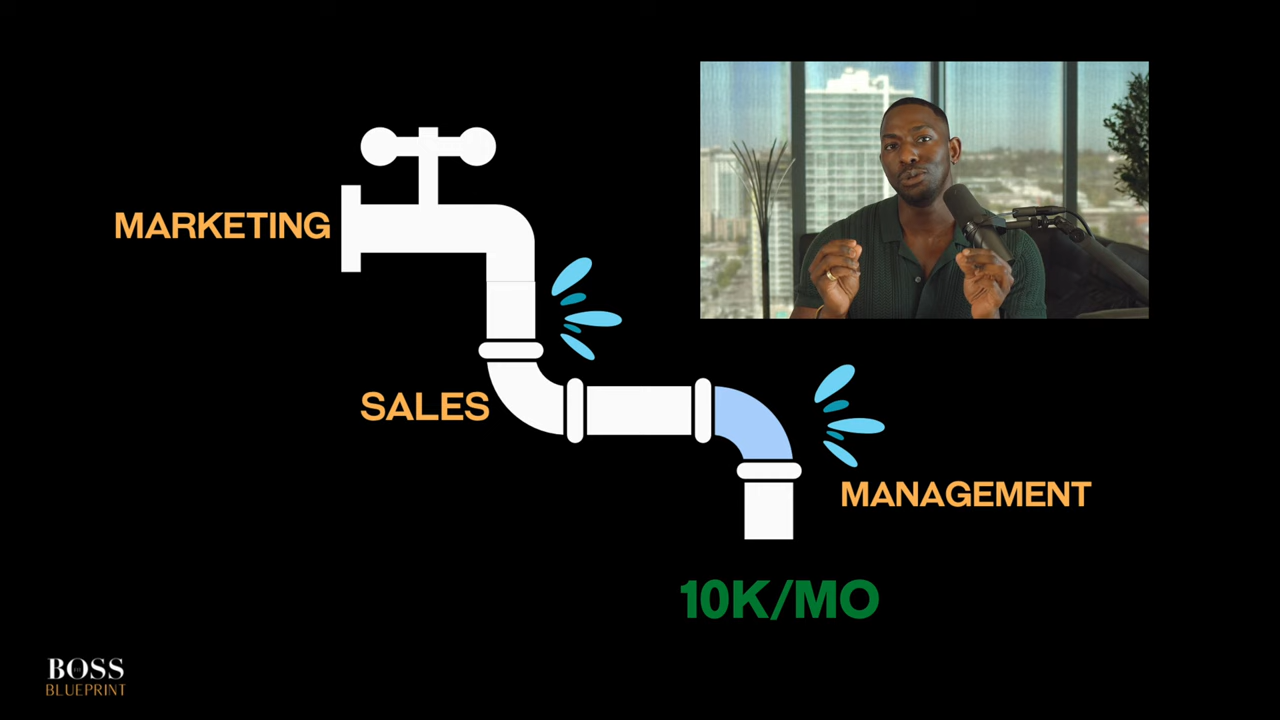 MARKETING
SALES
MANAGEMENT
10K/MO
BOSS
BLUEPRINT